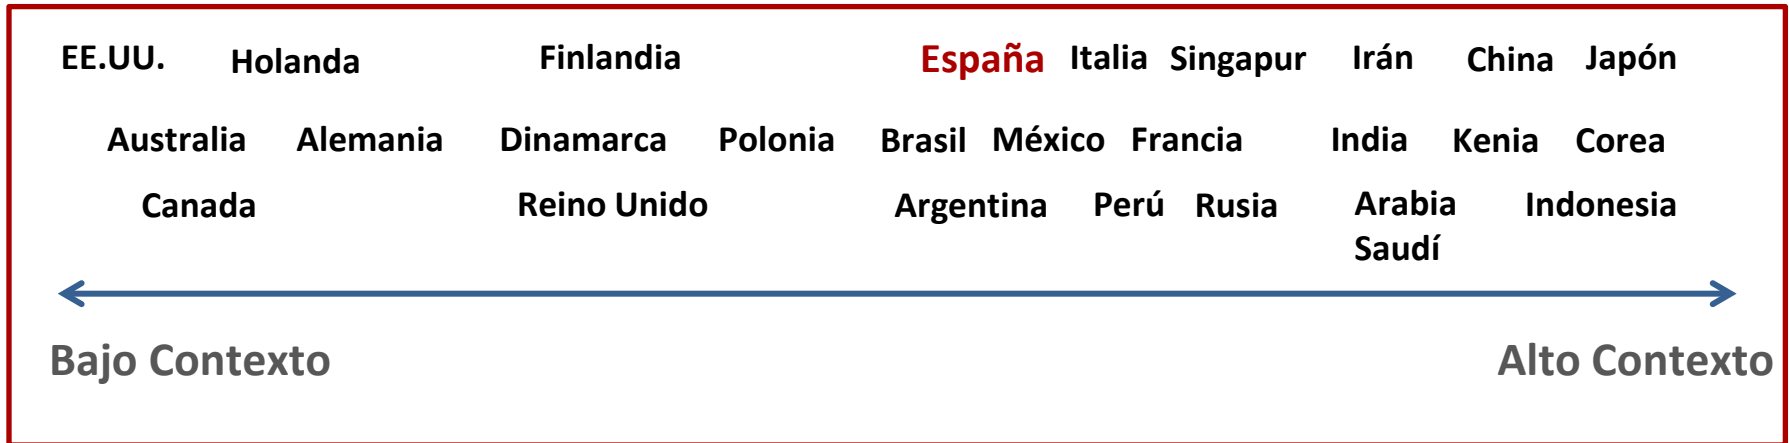 EE.UU. Holanda Finlandia España Italia Singapur Irán China Japón
Australia Alemania Dinamarca Polonia Brasil México Francia India Kenia Corea
Canada Reino Unido Argentina Perú Rusia Arabia Saudí Indonesia
Bajo Contexto Alto Contexto